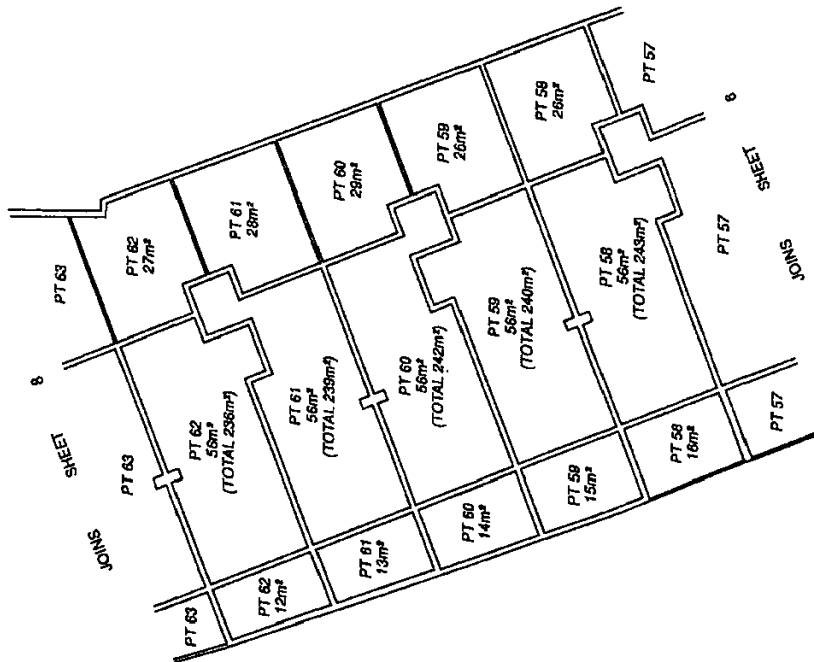 PT 57
8
SHEET
JOINS
PT 58
26m²
PT 59
26m²
PT 60
29m²
PT 61
28m²
PT 62
27m²
PT 63
PT 57
PT 58
56m²
(TOTAL 243m²)
PT 59
56m²
(TOTAL 240m²)
PT 60
56m²
(TOTAL 242m²)
PT 61
56m²
(TOTAL 239m²)
PT 62
56m²
(TOTAL 236m²)
PT 63
8
SHEET
JOINS
PT 57
PT 58
16m²
PT 59
15m²
PT 60
14m²
PT 61
13m²
PT 62
12m²
PT 63